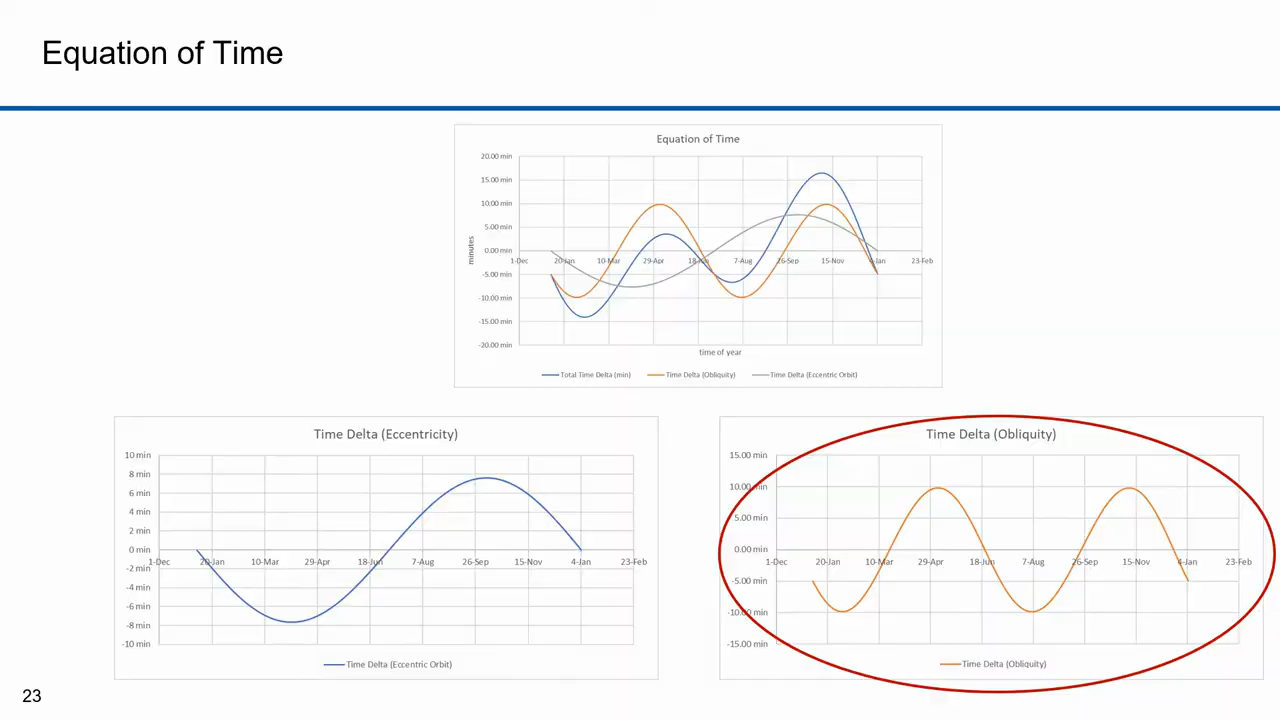 Equation of Time
Equation of Time
20.00 min
15.00 min
10.00 min
5.00 min
0.00 min
-5.00 min
-10.00 min
-15.00 min
-20.00 min
minutes
1-Dec 20-Jan 10-Mar 29-Apr 18-Jun 7-Aug 26-Sep 15-Nov 4-Jan 23-Feb
time of year
Total Time Delta (min) Time Delta (Obliquity) Time Delta (Eccentric Orbit)
Time Delta (Eccentricity)
10 min
8 min
6 min
4 min
2 min
0 min
-2 min
-4 min
-6 min
-8 min
-10 min
1-Dec 20-Jan 10-Mar 29-Apr 18-Jun 7-Aug 26-Sep 15-Nov 4-Jan 23-Feb
Time Delta (Eccentric Orbit)
Time Delta (Obliquity)
15.00 min
10.00 min
5.00 min
0.00 min
-5.00 min
-10.00 min
-15.00 min
1-Dec 20-Jan 10-Mar 29-Apr 18-Jun 7-Aug 26-Sep 15-Nov 4-Jan 23-Feb
Time Delta (Obliquity)
23